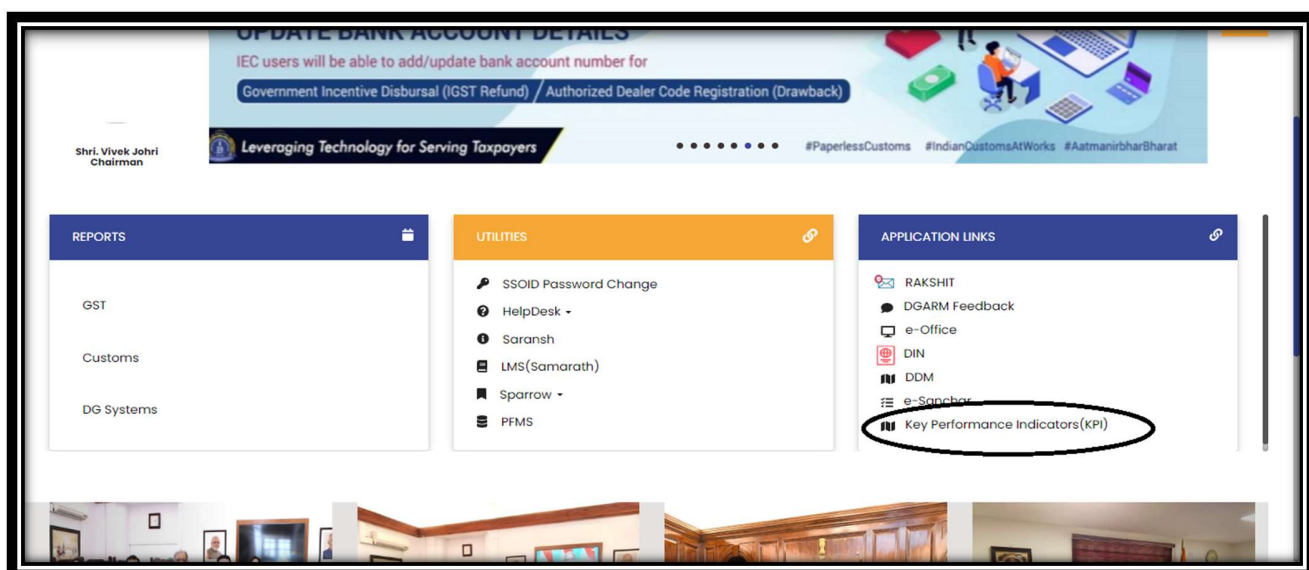 UPDATE BANK ACCOUNT DETAILS
IEC users will be able to add/update bank account number for
Government Incentive Disbursal (IGST Refund) / Authorized Dealer Code Registration (Drawback)
Shri. Vivek Johri
Chairman
Leveraging Technology for Serving Taxpayers
#PaperlessCustoms #IndianCustomsAtWorks #AatmanirbharBharat
REPORTS
GST
Customs
DG Systems
UTILITIES
SSOID Password Change
HelpDesk
Saransh
LMS(Samarath)
Sparrow
PFMS
APPLICATION LINKS
RAKSHIT
DGARM Feedback
e-Office
DIN
DDM
e-Sanchar
Key Performance Indicators(KPI)